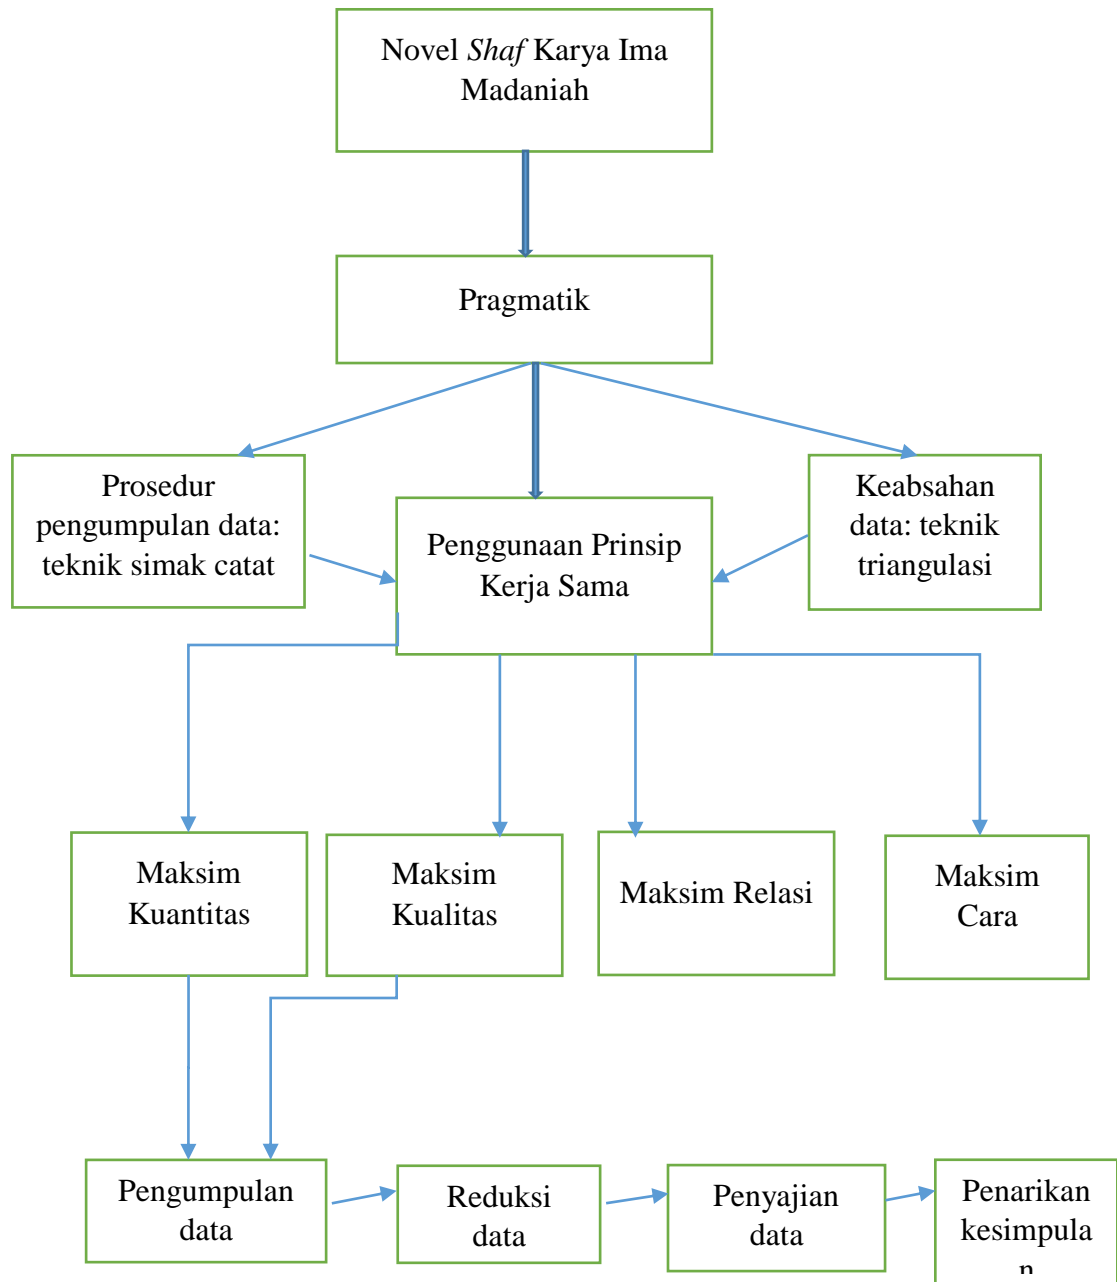 Novel Shaf Karya Ima
Madaniah
Pragmatik
Prosedur
pengumpulan data:
teknik simak catat
Penggunaan Prinsip
Kerja Sama
Keabsahan
data: teknik
triangulasi
Maksim
Kuantitas
Maksim
Kualitas
Maksim Relasi
Maksim
Cara
Pengumpulan
data
Reduksi
data
Penyajian
data
Penarikan
kesimpula
n